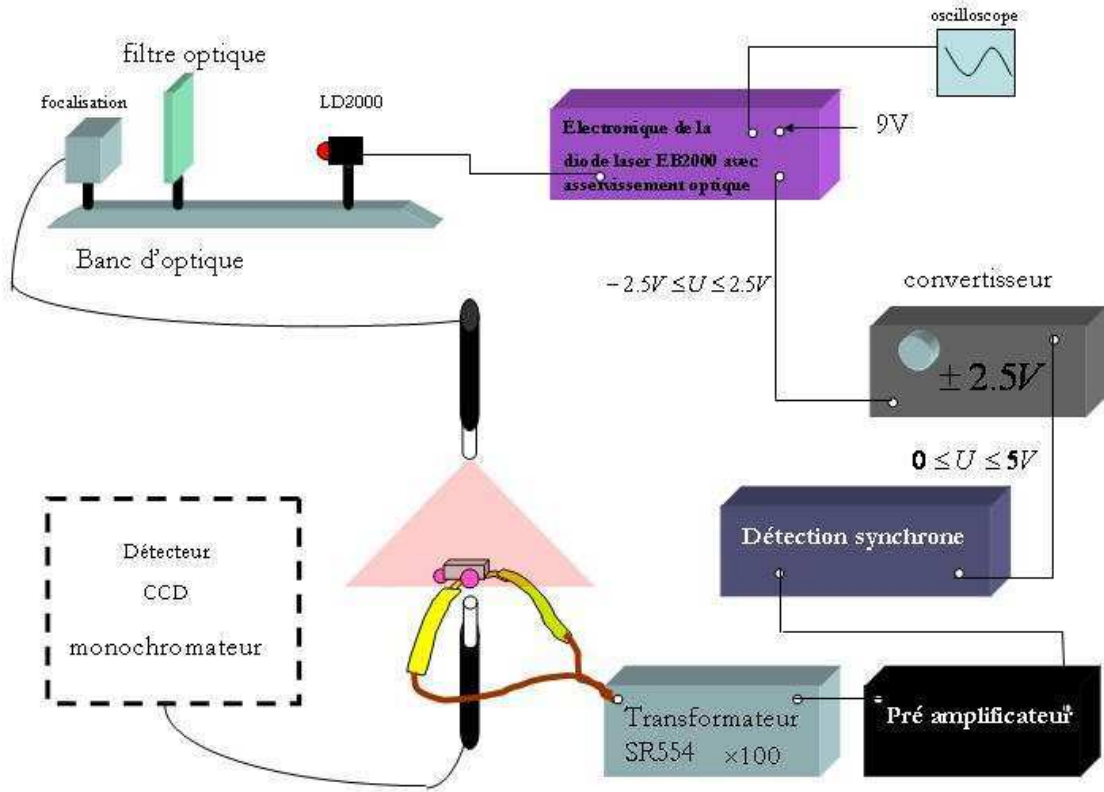 oscilloscope
filtre optique
focalisation
LD2000
Électronique de la
diode laser EB2000 avec
asservissement optique
9V
Banc d'optique
− 2.5V ≤ U ≤ 2.5V
convertisseur
± 2.5V
0 ≤ U ≤ 5V
Détection synchrone
Détecteur
CCD
monochromateur
Transformateur
SR554 ×100
Pré amplificateur